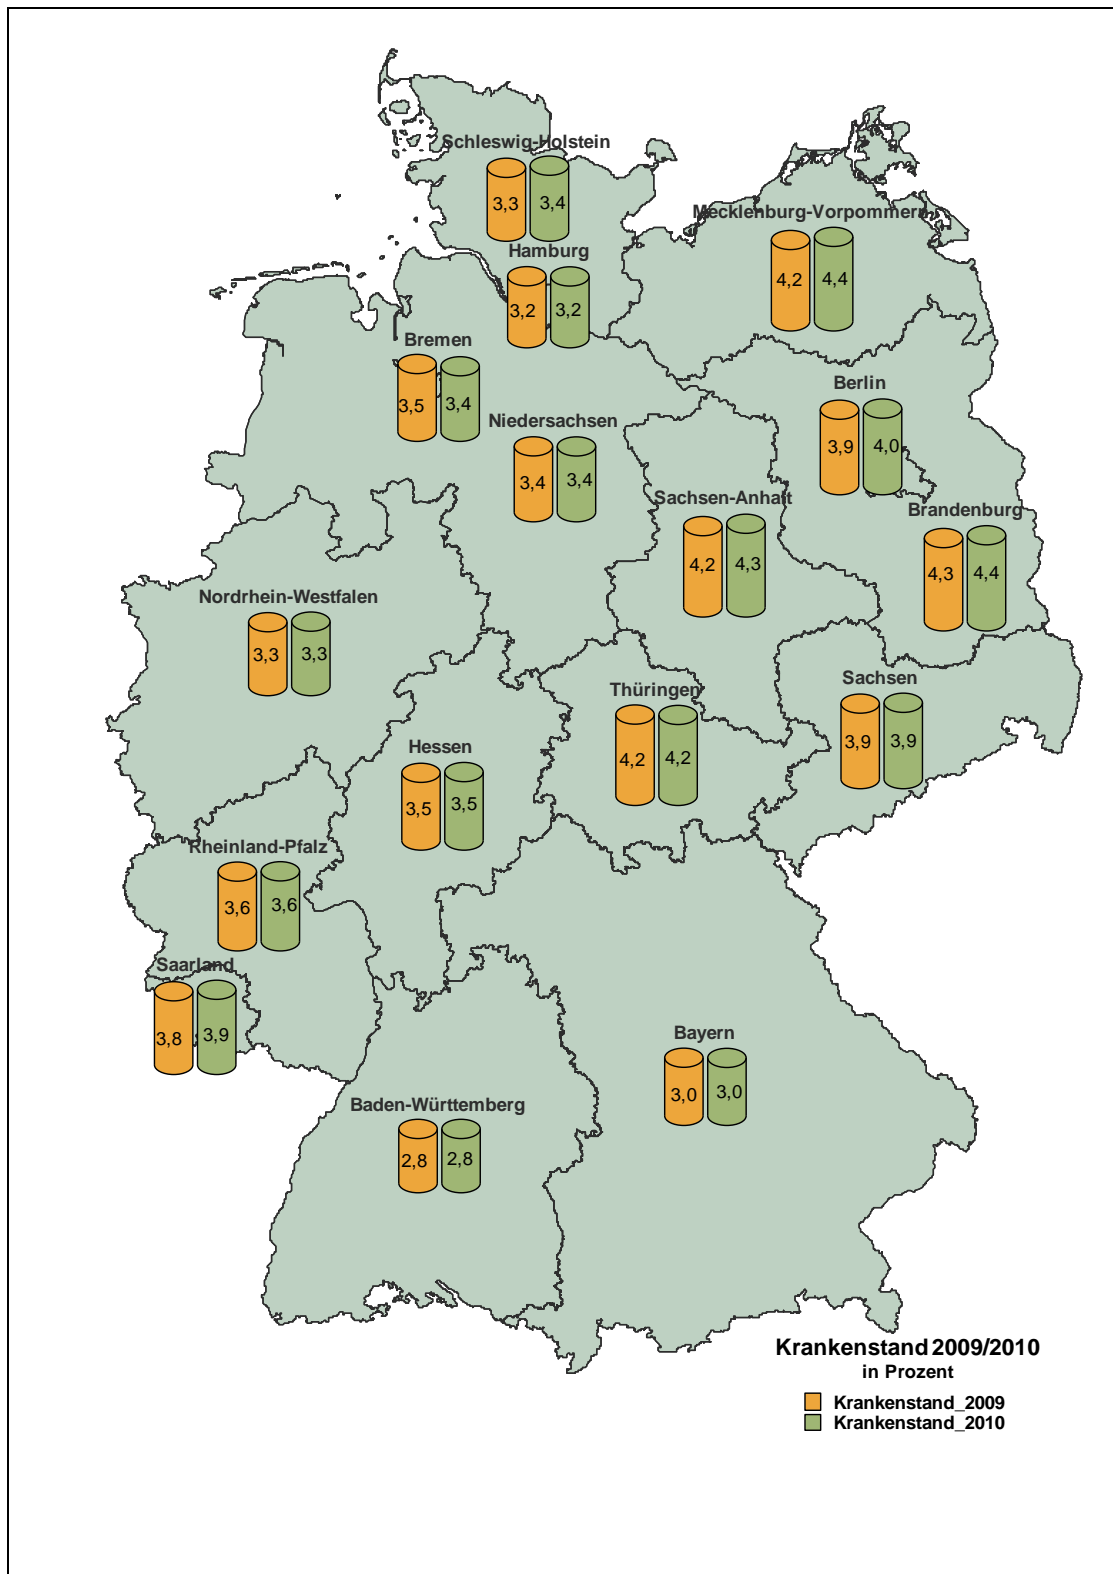 Schleswig-Holstein
3,3 3,4
Mecklenburg-Vorpommern
4,2 4,4
Hamburg
3,2 3,2
Bremen
3,5 3,4
Berlin
3,9 4,0
Niedersachsen
3,4 3,4
Sachsen-Anhalt
4,2 4,3
Brandenburg
4,3 4,4
Nordrhein-Westfalen
3,3 3,3
Sachsen
3,9 3,9
Thüringen
4,2 4,2
Hessen
3,5 3,5
Rheinland-Pfalz
3,6 3,6
Saarland
3,8 3,9
Bayern
3,0 3,0
Baden-Württemberg
2,8 2,8
Krankenstand 2009/2010
in Prozent
Krankenstand_2009
Krankenstand_2010